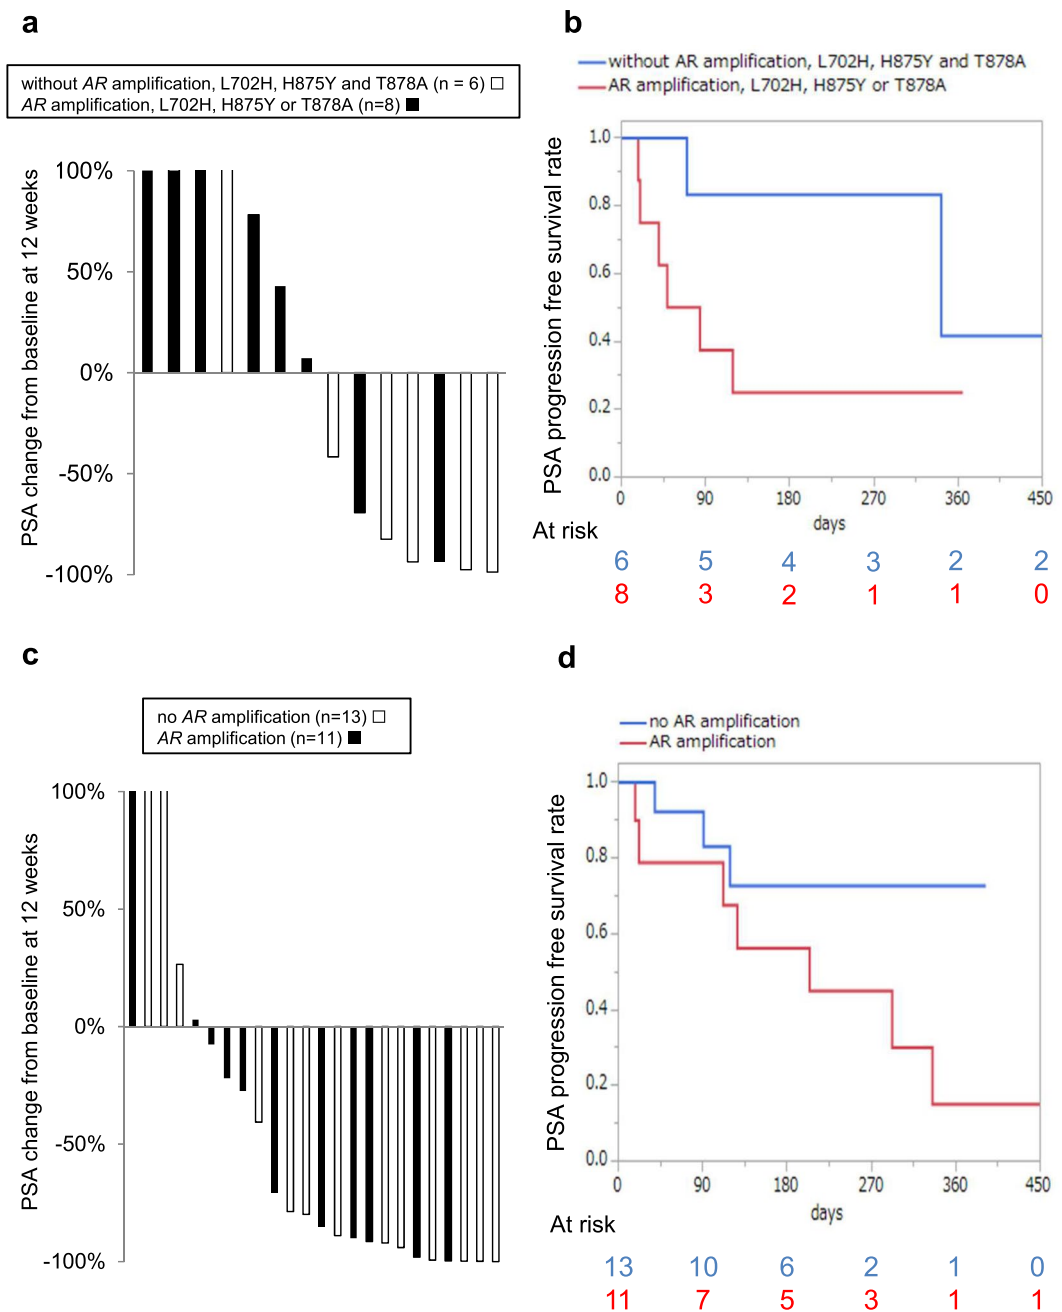 a
without AR amplification, L702H, H875Y and T878A (n = 6)
AR amplification, L702H, H875Y or T878A (n=8)
PSA change from baseline at 12 weeks
100%
50%
0%
-50%
-100%
b
without AR amplification, L702H, H875Y and T878A
AR amplification, L702H, H875Y or T878A
PSA progression free survival rate
1.0
0.8
0.6
0.4
0.2
0.0
0 90 180 270 360 450
days
At risk
6 5 4 3 2 2
8 3 2 1 1 0
c
no AR amplification (n=13)
AR amplification (n=11)
PSA change from baseline at 12 weeks
100%
50%
0%
-50%
-100%
d
no AR amplification
AR amplification
PSA progression free survival rate
1.0
0.8
0.6
0.4
0.2
0.0
0 90 180 270 360 450
days
At risk
13 10 6 2 1 0
11 7 5 3 1 1